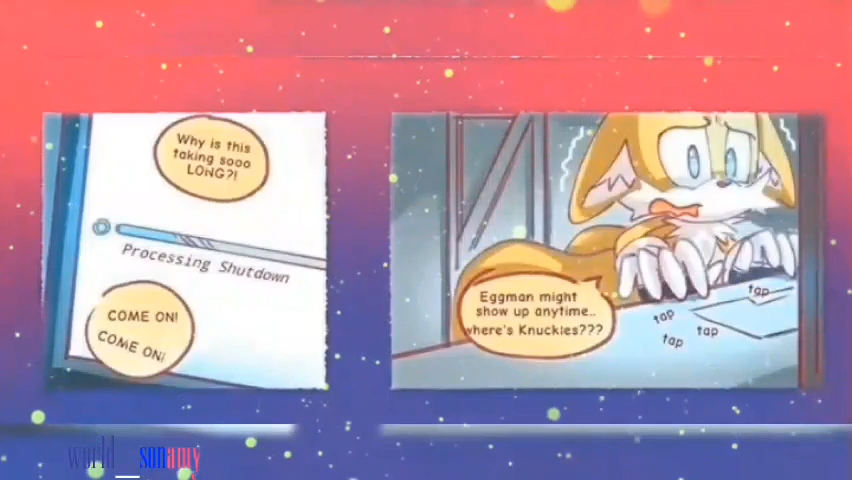 Why is this
taking sooo
LONG?!
Processing Shutdown
COME ON!
COME ON!
Eggman might
show up anytime..
where's Knuckles???
tap
tap
tap
tap
world__sonamy